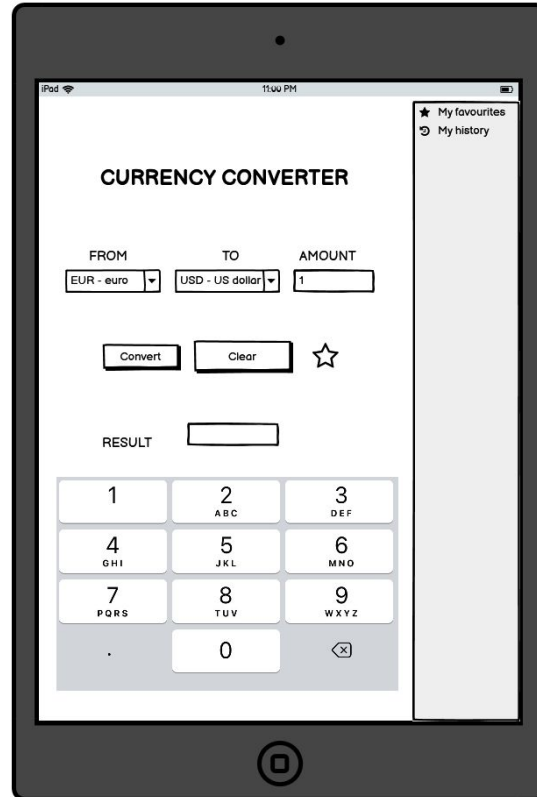 iPad 11:00 PM
My favourites
My history
CURRENCY CONVERTER
FROM TO AMOUNT
EUR - euro USD - US dollar 1
Convert Clear
RESULT
1 2 3
ABC DEF
4 5 6
GHI JKL MNO
7 8 9
PQRS TUV WXYZ
. 0